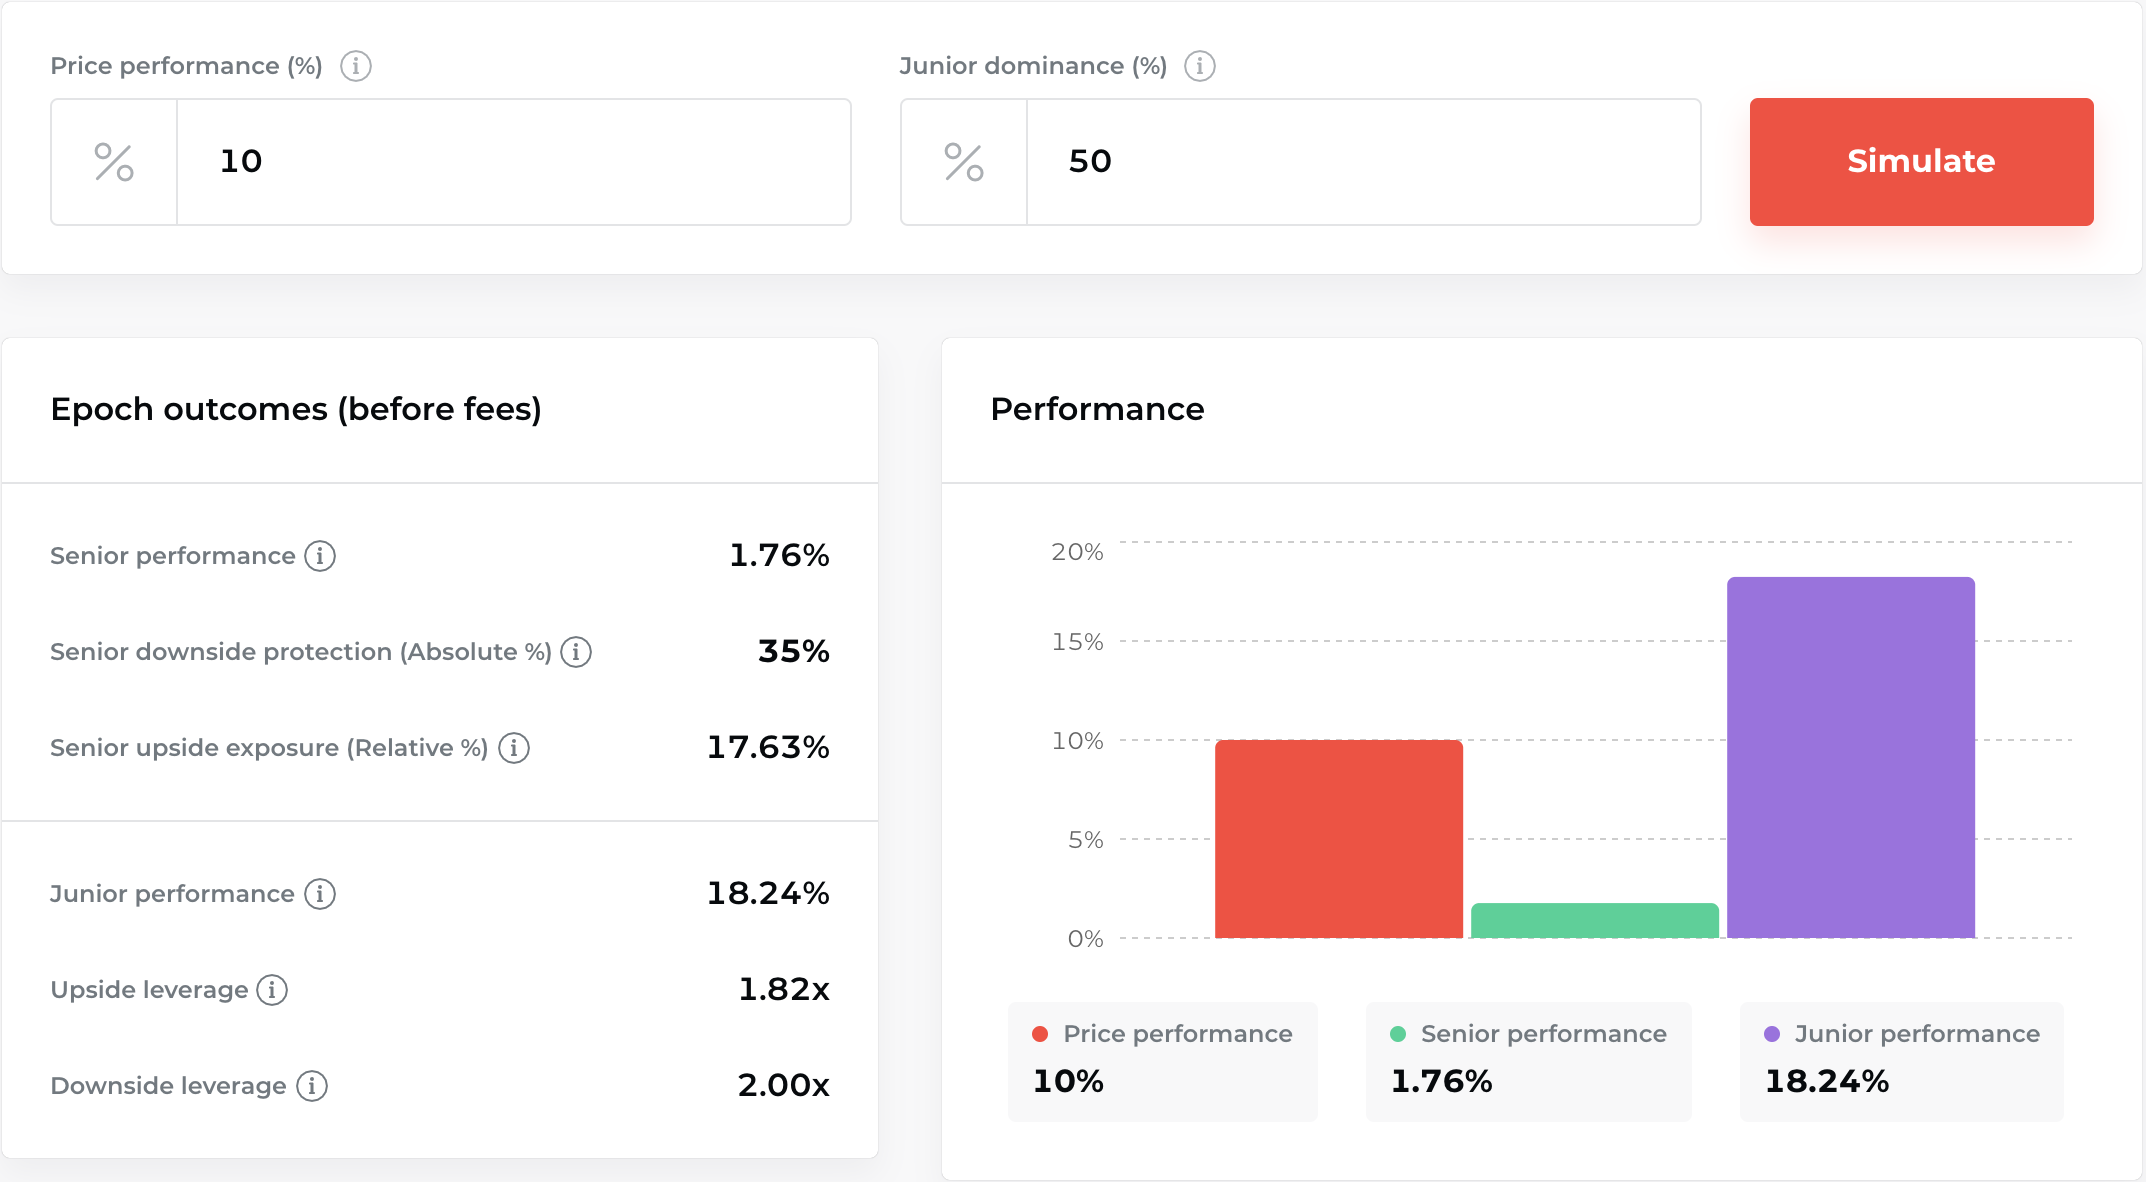 Price performance (%)
Junior dominance (%)
%
10
%
50
Simulate
Epoch outcomes (before fees)
Senior performance
1.76%
Senior downside protection (Absolute %)
35%
Senior upside exposure (Relative %)
17.63%
Junior performance
18.24%
Upside leverage
1.82x
Downside leverage
2.00x
Performance
20%
15%
10%
5%
0%
Price performance
10%
Senior performance
1.76%
Junior performance
18.24%